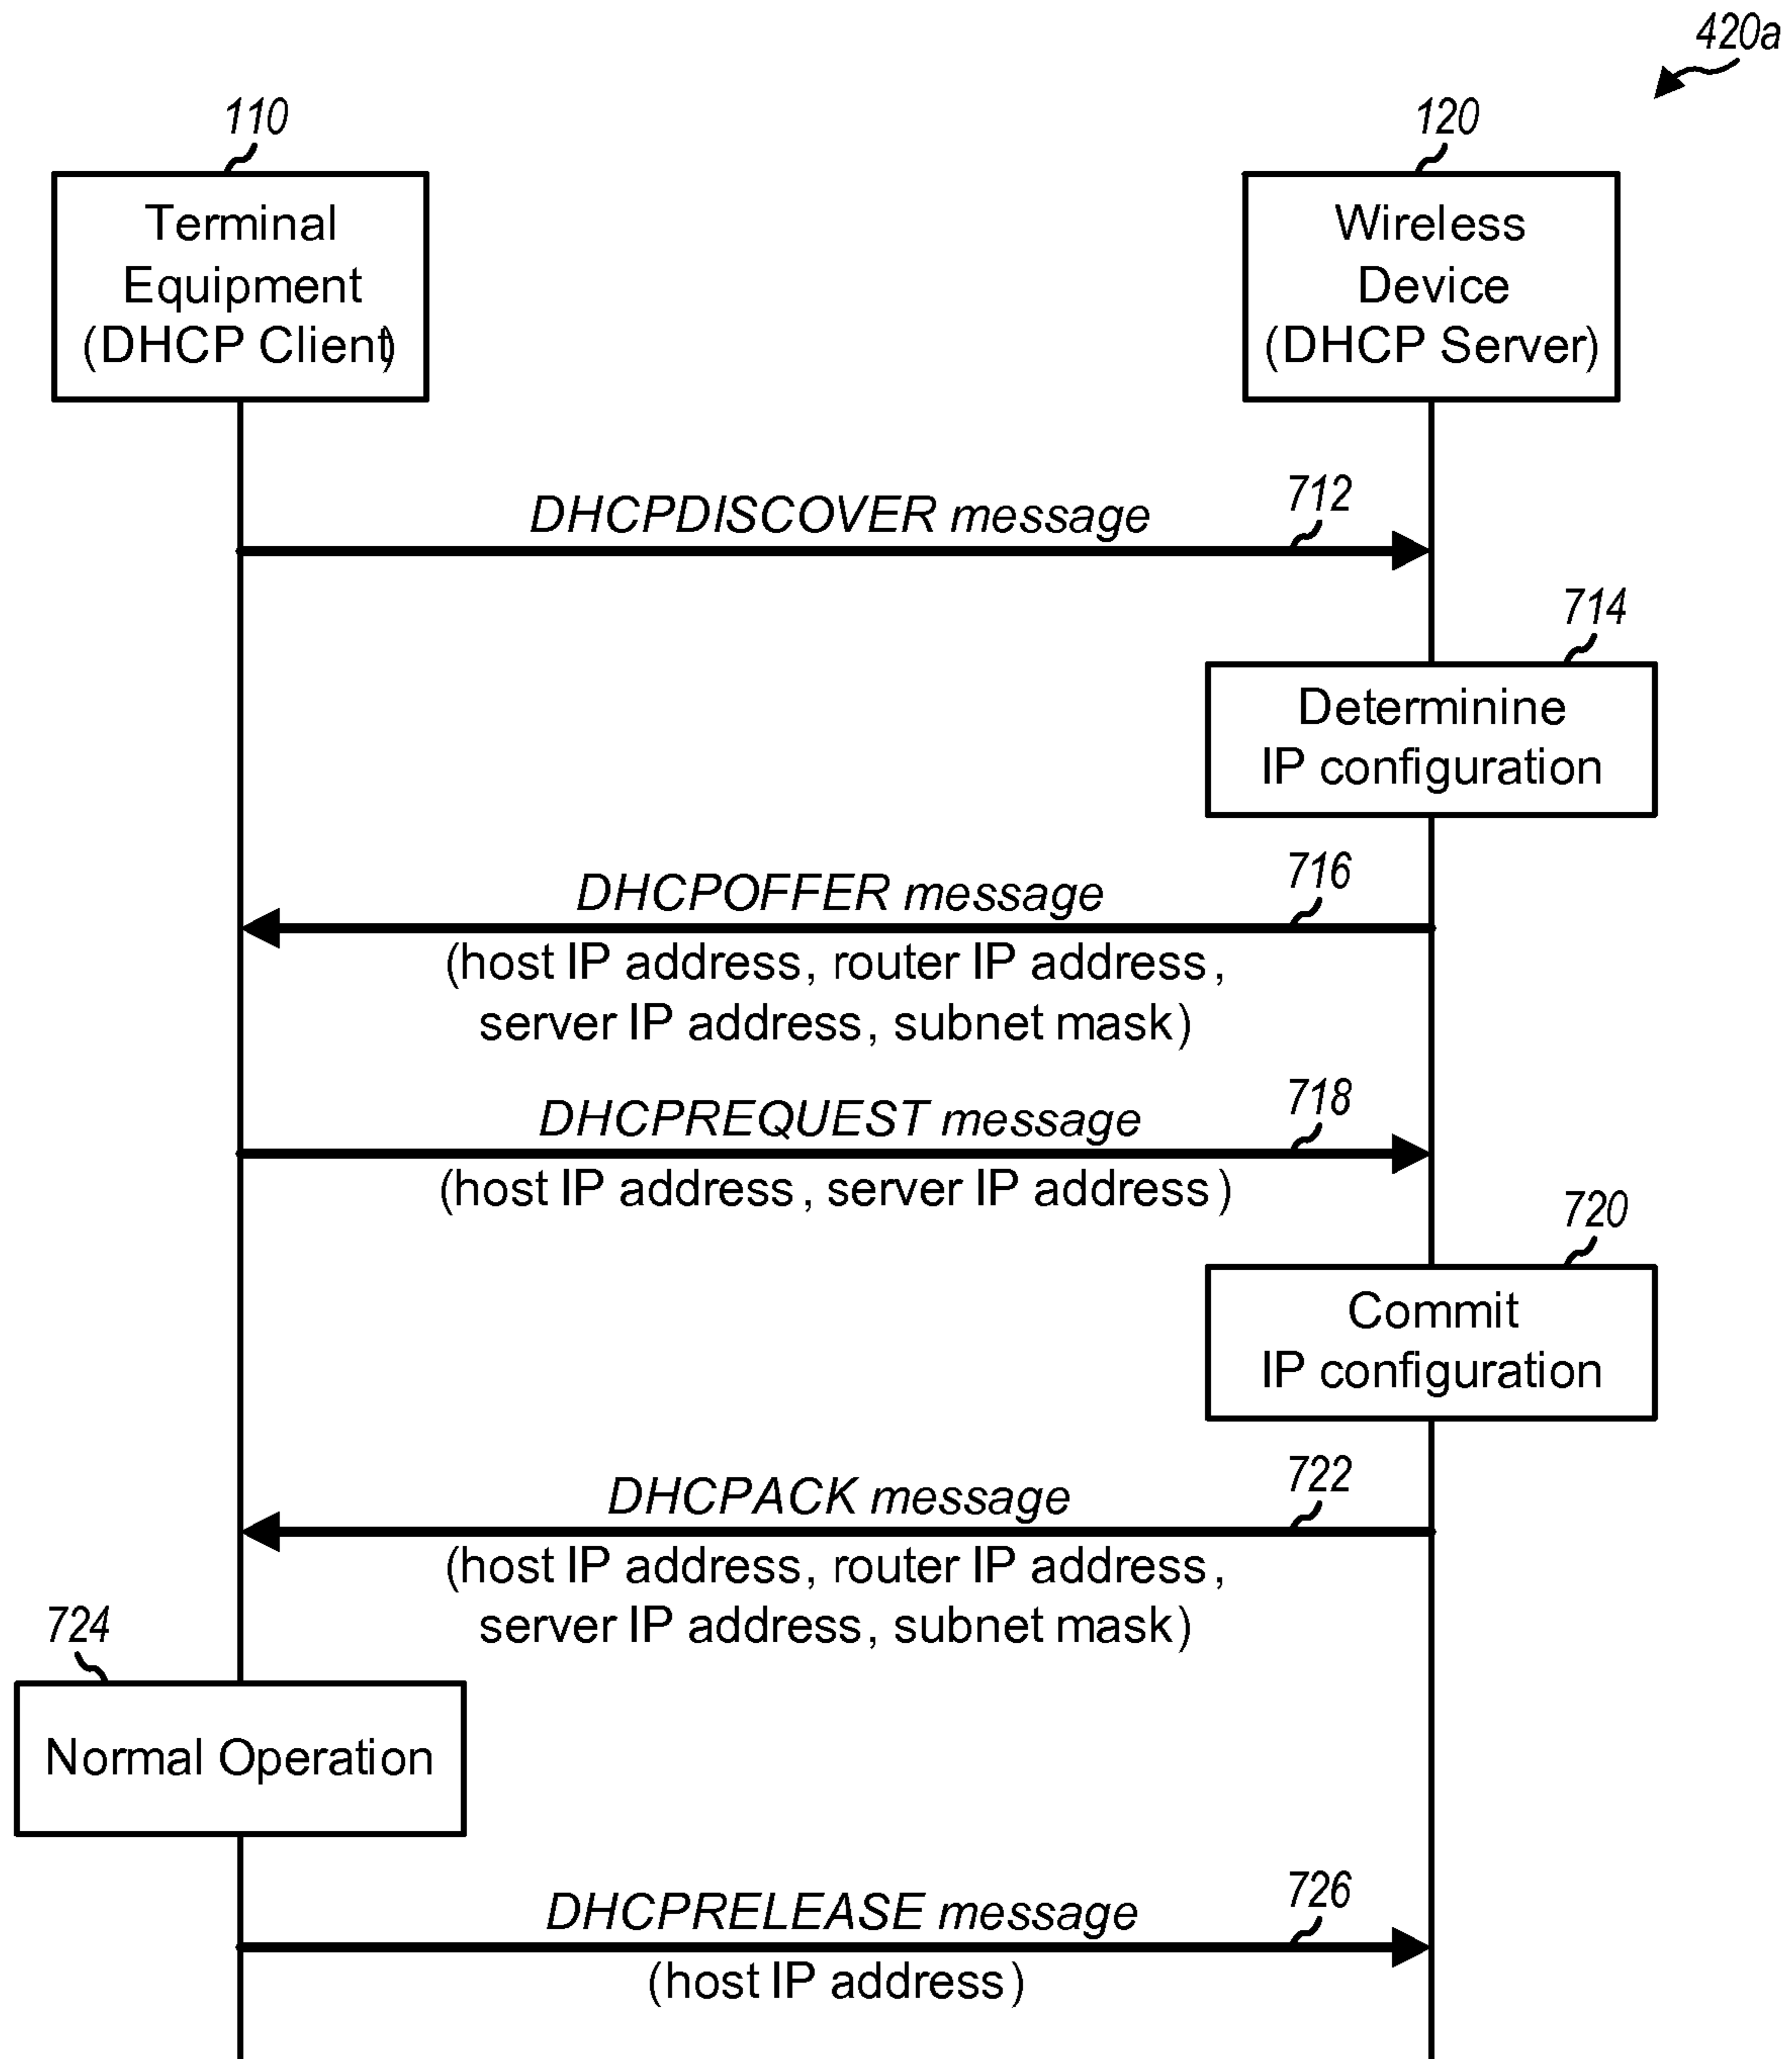 420a
110
120
Terminal
Equipment
(DHCP Client)
Wireless
Device
(DHCP Server)
DHCPDISCOVER message
712
714
Determinine
IP configuration
DHCPOFFER message
716
(host IP address, router IP address,
server IP address, subnet mask)
DHCPREQUEST message
718
(host IP address, server IP address)
720
Commit
IP configuration
DHCPACK message
722
(host IP address, router IP address,
server IP address, subnet mask)
724
Normal Operation
DHCPRELEASE message
726
(host IP address)